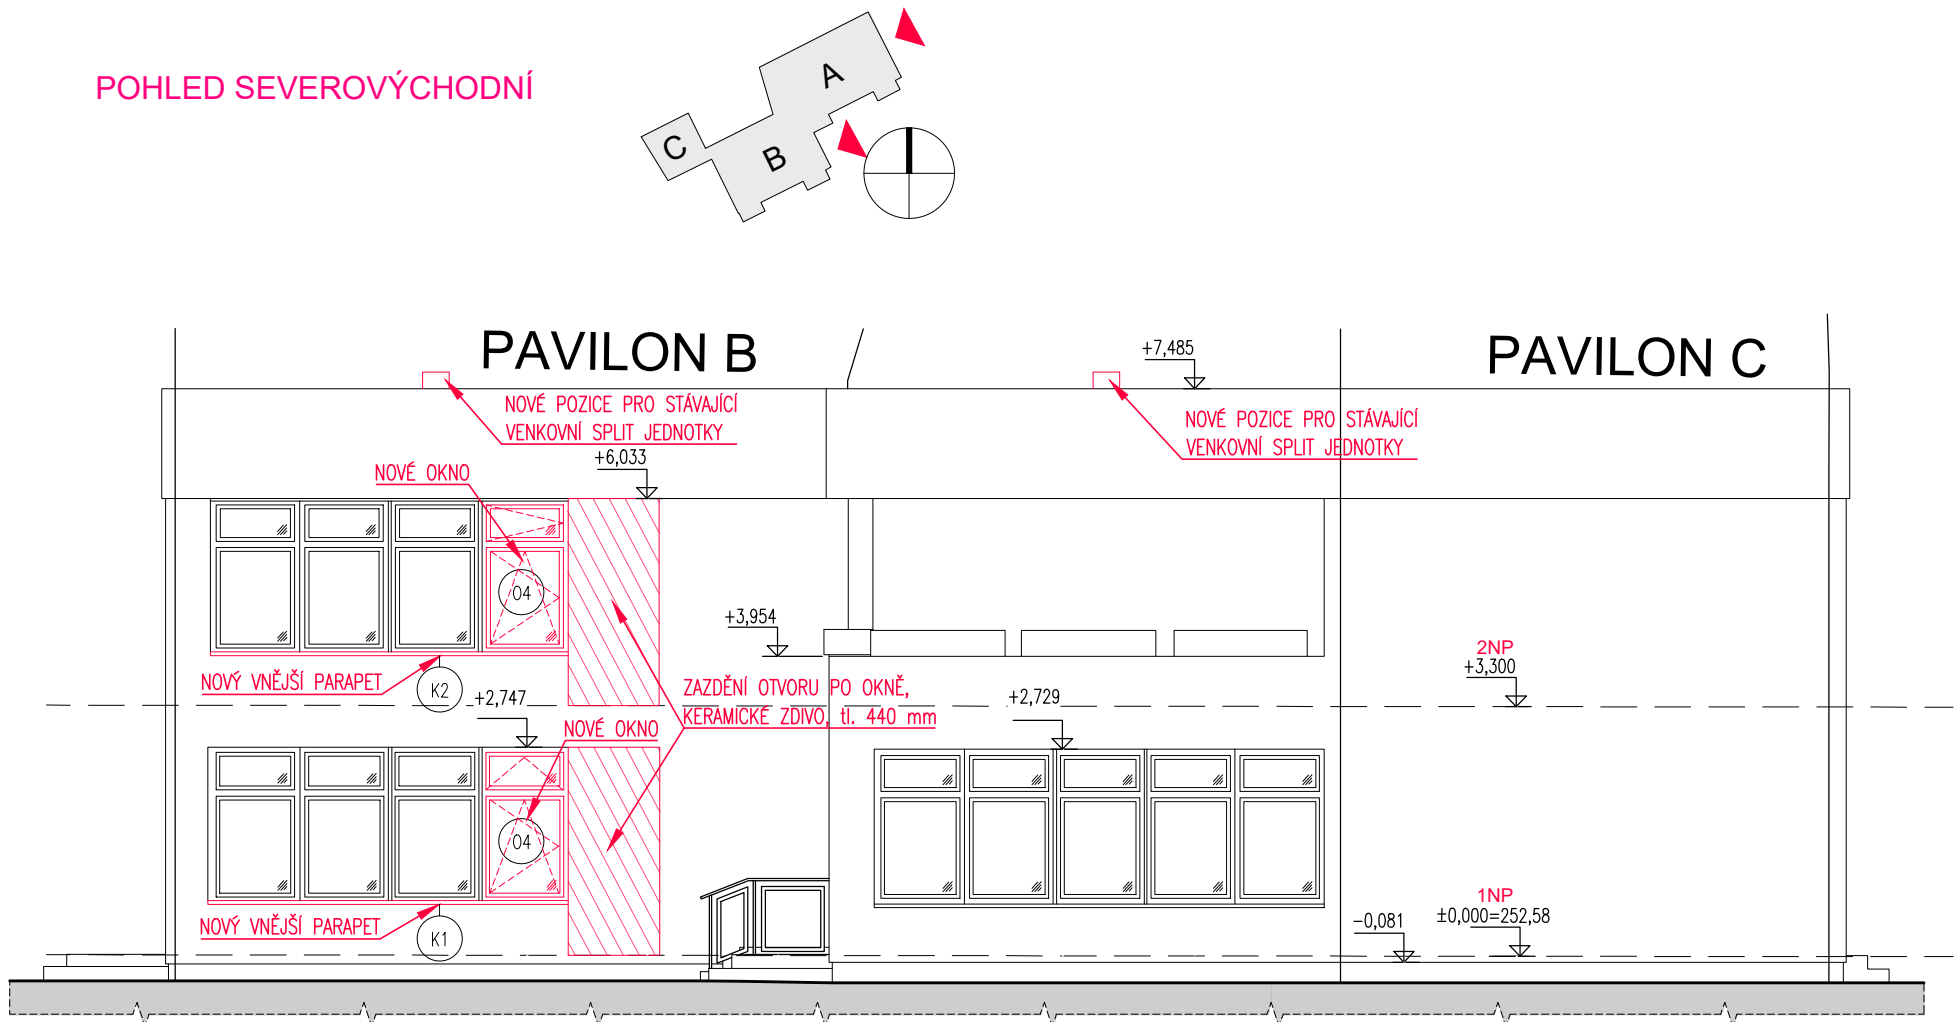 POHLED SEVEROVÝCHODNÍ
A
B
C
PAVILON B
PAVILON C
+7,485
NOVÉ POZICE PRO STÁVAJÍCÍ
VENKOVNÍ SPLIT JEDNOTKY
NOVÉ POZICE PRO STÁVAJÍCÍ
VENKOVNÍ SPLIT JEDNOTKY
+6,033
NOVÉ OKNO
O4
+3,954
NOVÝ VNĚJŠÍ PARAPET
K2
+2,747
ZAZDĚNÍ OTVORU PO OKNĚ,
KERAMICKÉ ZDIVO, tl. 440 mm
+2,729
2NP
+3,300
NOVÉ OKNO
O4
NOVÝ VNĚJŠÍ PARAPET
K1
-0,081
1NP
±0,000=252,58